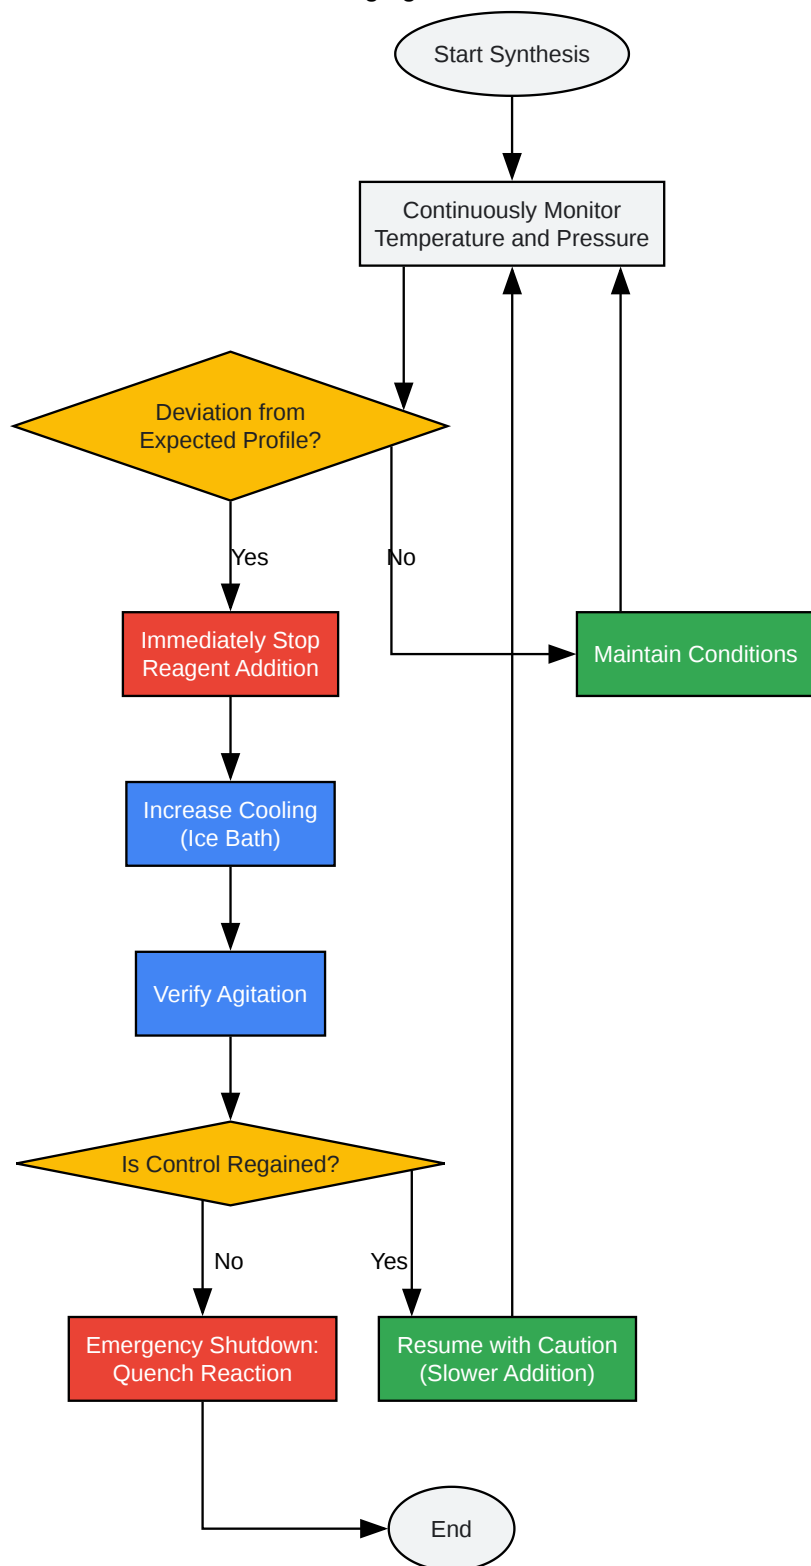 Start Synthesis
Continuously Monitor
Temperature and Pressure
Deviation from
Expected Profile?
Yes
No
Immediately Stop
Reagent Addition
Maintain Conditions
Increase Cooling
(Ice Bath)
Verify Agitation
Is Control Regained?
No
Yes
Emergency Shutdown:
Quench Reaction
Resume with Caution
(Slower Addition)
End